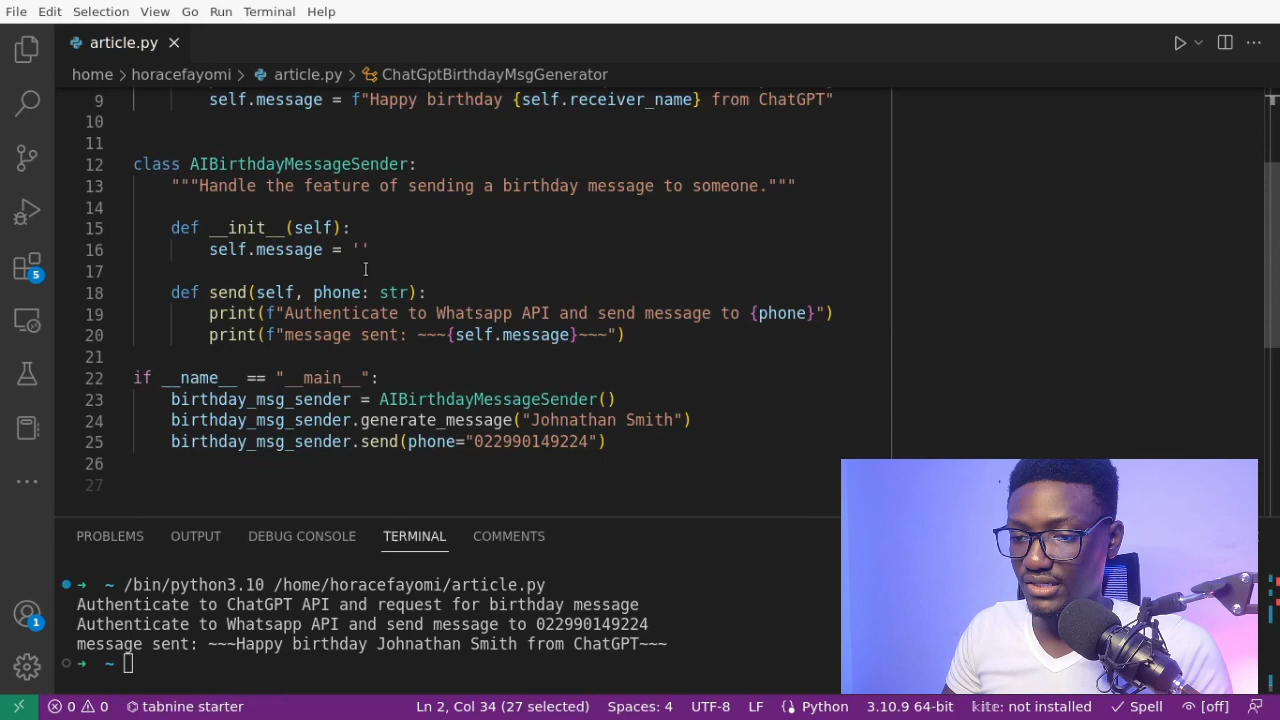 File Edit Selection View Go Run Terminal Help
article.py
home > horacefayomi > article.py > ChatGptBirthdayMsgGenerator
9 self.message = f"Happy birthday {self.receiver_name} from ChatGPT"
10
11
12 class AIBirthdayMessageSender:
13 """Handle the feature of sending a birthday message to someone."""
14
15 def __init__(self):
16 self.message = ''
17
18 def send(self, phone: str):
19 print(f"Authenticate to Whatsapp API and send message to {phone}")
20 print(f"message sent: ~~~{self.message}~~~")
21
22 if __name__ == "__main__":
23 birthday_msg_sender = AIBirthdayMessageSender()
24 birthday_msg_sender.generate_message("Johnathan Smith")
25 birthday_msg_sender.send(phone="022990149224")
26
27
5
PROBLEMS OUTPUT DEBUG CONSOLE TERMINAL COMMENTS
➜ ~ /bin/python3.10 /home/horacefayomi/article.py
Authenticate to ChatGPT API and request for birthday message
Authenticate to Whatsapp API and send message to 022990149224
message sent: ~~~Happy birthday Johnathan Smith from ChatGPT~~~
➜ ~
1
0 0 tabnine starter Ln 2, Col 34 (27 selected) Spaces: 4 UTF-8 LF Python 3.10.9 64-bit kite: not installed Spell [off]